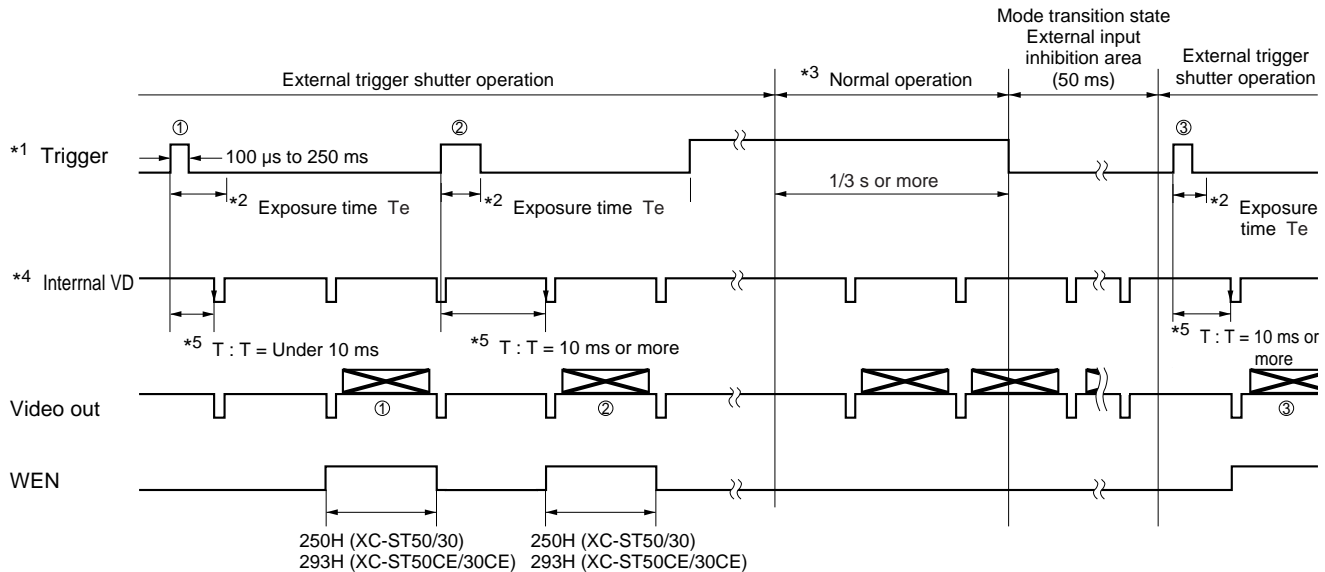 Mode transition state
External input
inhibition area
(50 ms)
External trigger
shutter operation
External trigger shutter operation
*3 Normal operation
① ② ③
*1 Trigger
100 µs to 250 ms
1/3 s or more
*2 Exposure time Te
*2 Exposure time Te
*2 Exposure
time Te
*4 Interrnal VD
*5 T : T = Under 10 ms
*5 T : T = 10 ms or more
*5 T : T = 10 ms or
more
Video out
① ② ③
WEN
250H (XC-ST50/30)
293H (XC-ST50CE/30CE)
250H (XC-ST50/30)
293H (XC-ST50CE/30CE)